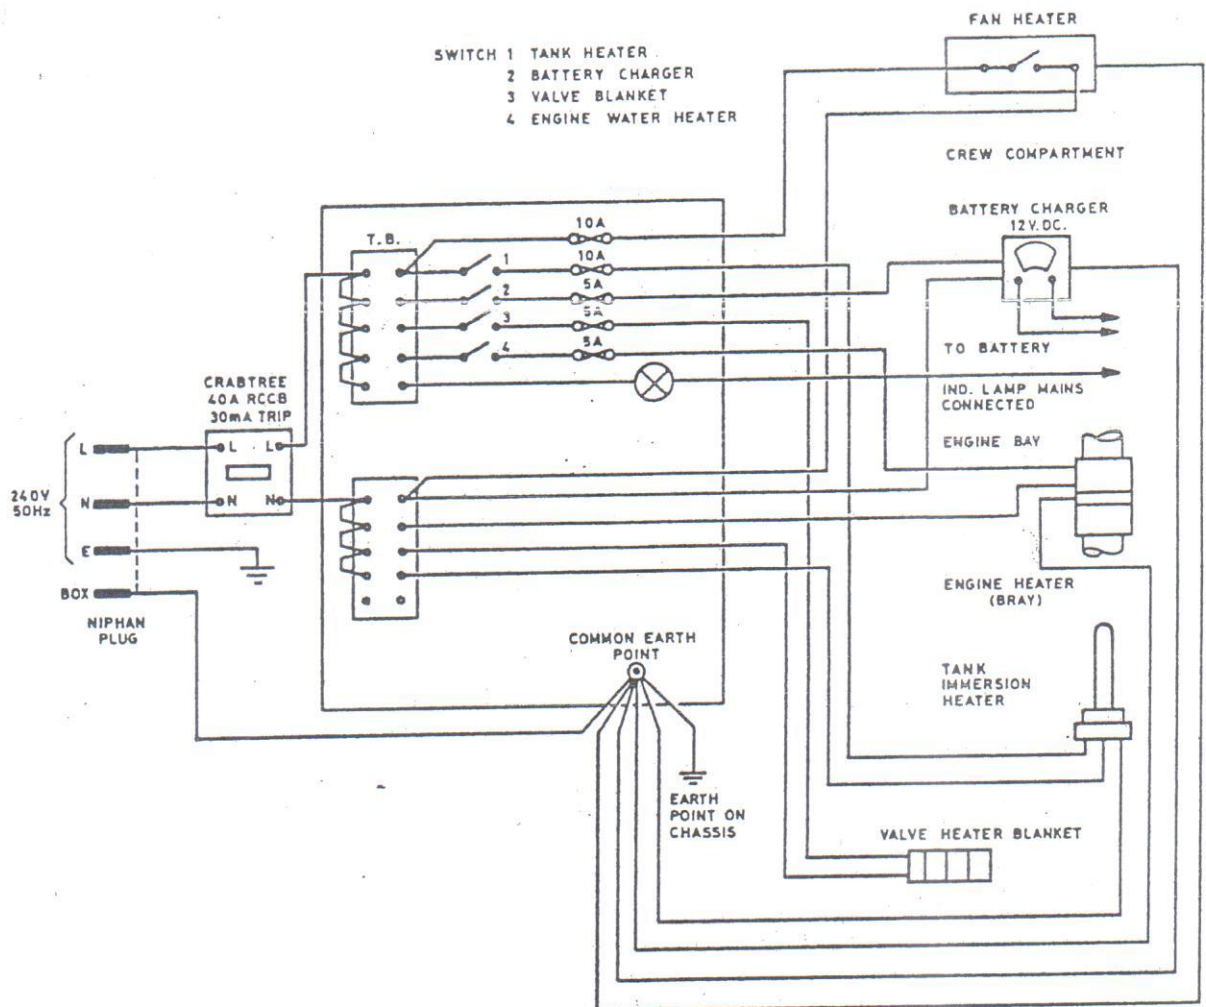 FAN HEATER
SWITCH 1 TANK HEATER
2 BATTERY CHARGER
3 VALVE BLANKET
4 ENGINE WATER HEATER
CREW COMPARTMENT
BATTERY CHARGER
12V.DC.
T.B.
10A
1
10A
2
5A
3
5A
4
5A
TO BATTERY
IND. LAMP MAINS
CONNECTED
CRABTREE
40A RCCB
30mA TRIP
L
L L
240V
50Hz
N
N N
E
BOX
NIPHAN
PLUG
ENGINE BAY
ENGINE HEATER
(BRAY)
COMMON EARTH
POINT
TANK
IMMERSION
HEATER
EARTH
POINT ON
CHASSIS
VALVE HEATER BLANKET